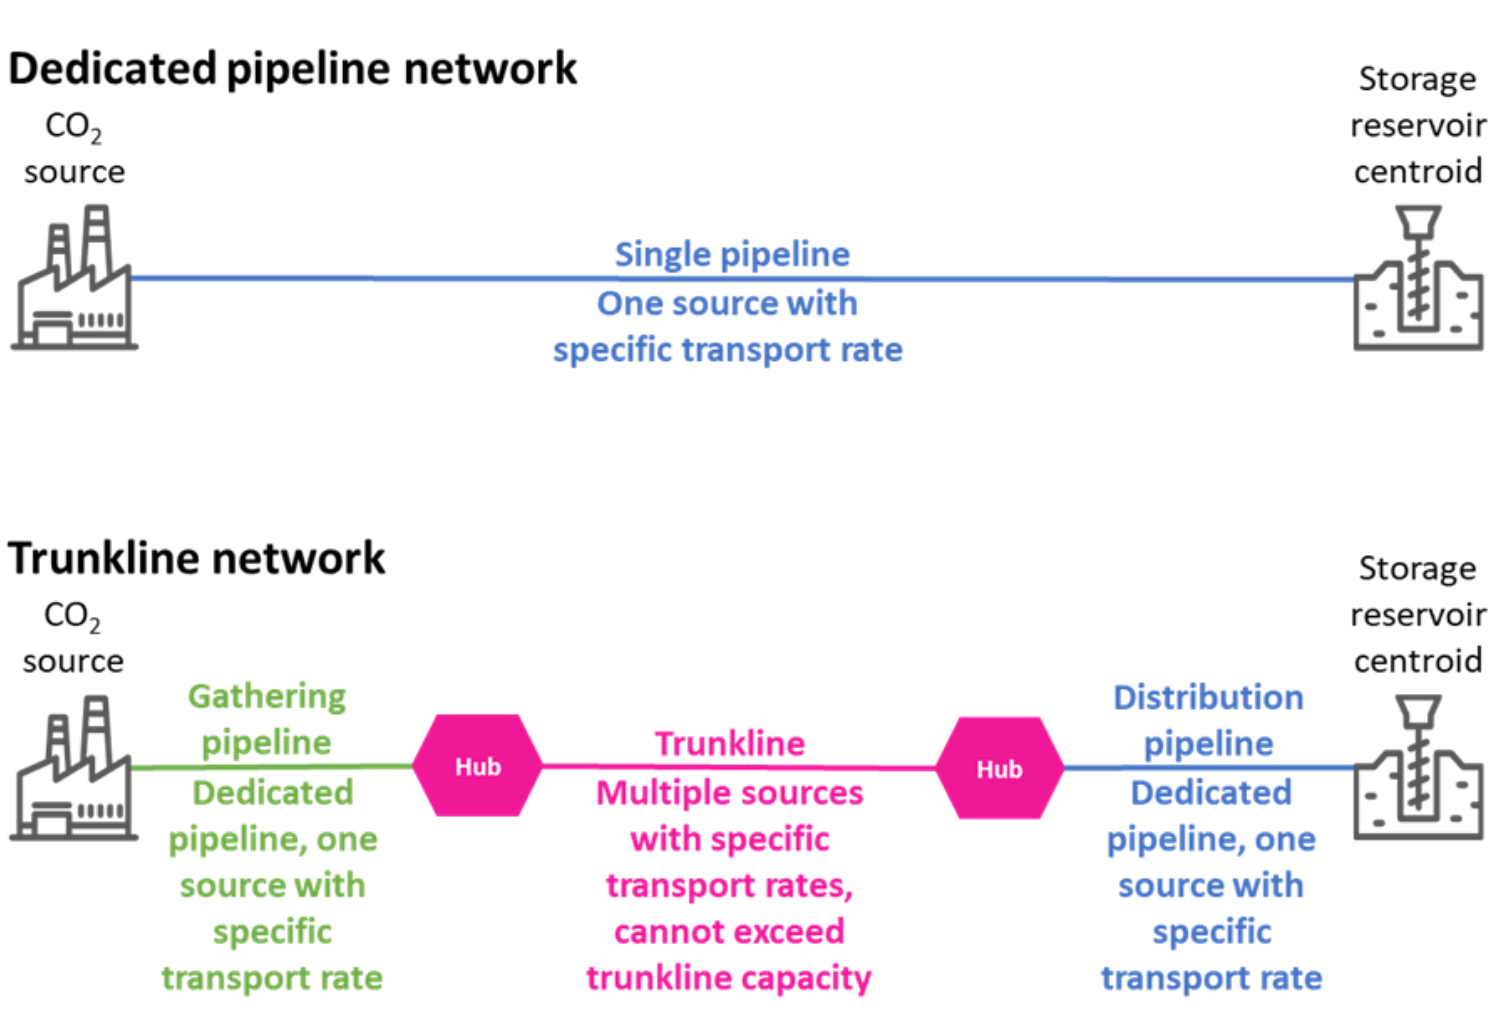 Dedicated pipeline network
CO₂
source
Storage
reservoir
centroid
Single pipeline
One source with
specific transport rate
Trunkline network
CO₂
source
Gathering
pipeline
Dedicated
pipeline, one
source with
specific
transport rate
Hub
Trunkline
Multiple sources
with specific
transport rates,
cannot exceed
trunkline capacity
Hub
Distribution
pipeline
Dedicated
pipeline, one
source with
specific
transport rate
Storage
reservoir
centroid